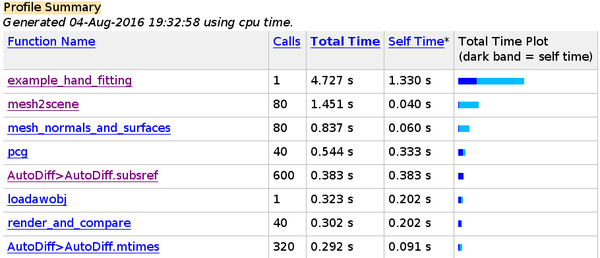 Profile Summary
Generated 04-Aug-2016 19:32:58 using cpu time.
Function Name Calls Total Time Self Time* Total Time Plot
(dark band = self time)
example_hand_fitting 1 4.727 s 1.330 s
mesh2scene 80 1.451 s 0.040 s
mesh_normals_and_surfaces 80 0.837 s 0.060 s
pcg 40 0.544 s 0.333 s
AutoDiff>AutoDiff.subsref 600 0.383 s 0.383 s
loadawobj 1 0.323 s 0.202 s
render_and_compare 40 0.302 s 0.202 s
AutoDiff>AutoDiff.mtimes 320 0.292 s 0.091 s